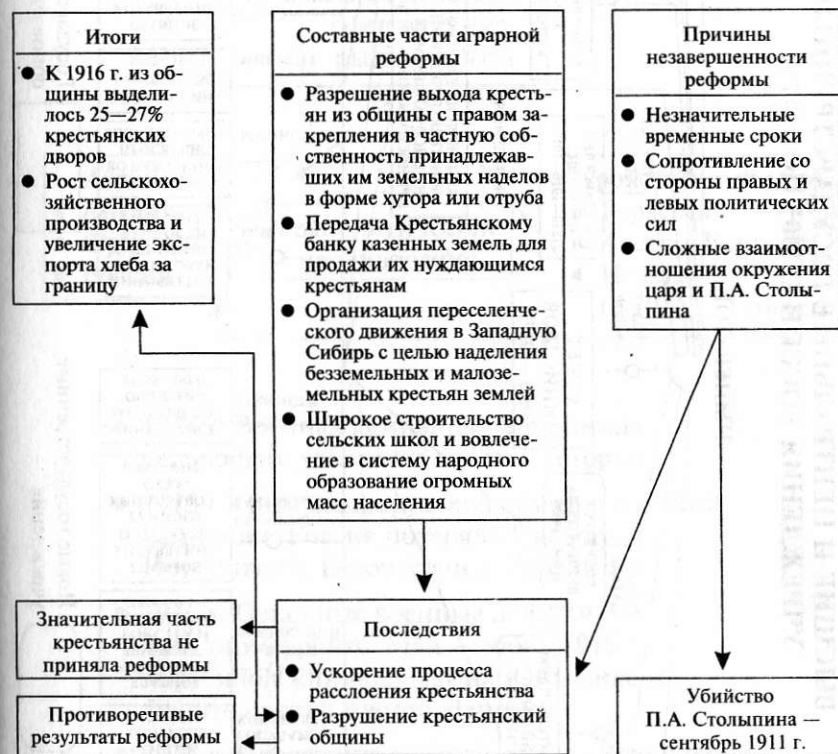 Итоги
● К 1916 г. из об-
щины выдели-
лось 25—27%
крестьянских
дворов
● Рост сельскохо-
зяйственного
производства и
увеличение экс-
порта хлеба за
границу
Составные части аграрной
реформы
● Разрешение выхода кресть-
ян из общины с правом за-
крепления в частную соб-
ственность принадлежав-
ших им земельных наделов
в форме хутора или отруба
● Передача Крестьянскому
банку казенных земель для
продажи их нуждающимся
крестьянам
● Организация переселенче-
ского движения в Западную
Сибирь с целью наделения
безземельных и малозе-
мельных крестьян землей
● Широкое строительство
сельских школ и вовлече-
ние в систему народного
образование огромных
масс населения
Причины
незавершенности
реформы
● Незначительные
временные сроки
● Сопротивление со
стороны правых и
левых политических
сил
● Сложные взаимоот-
ношения окружения
царя и П.А. Столы-
пина
Значительная часть
крестьянства не
приняла реформы
Противоречивые
результаты реформы
Последствия
● Ускорение процесса
расслоения крестьянства
● Разрушение крестьянский
общины
Убийство
П.А. Столыпина —
сентябрь 1911 г.